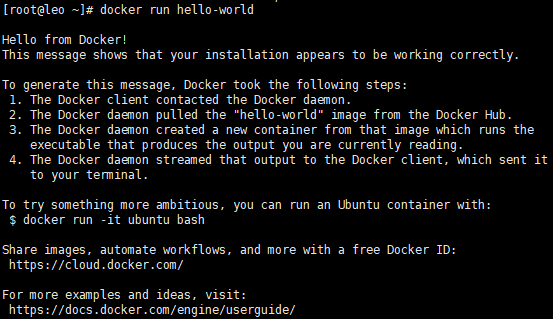 [root@leo ~]# docker run hello-world
Hello from Docker!
This message shows that your installation appears to be working correctly.
To generate this message, Docker took the following steps:
1. The Docker client contacted the Docker daemon.
2. The Docker daemon pulled the "hello-world" image from the Docker Hub.
3. The Docker daemon created a new container from that image which runs the
executable that produces the output you are currently reading.
4. The Docker daemon streamed that output to the Docker client, which sent it
to your terminal.
To try something more ambitious, you can run an Ubuntu container with:
$ docker run -it ubuntu bash
Share images, automate workflows, and more with a free Docker ID:
https://cloud.docker.com/
For more examples and ideas, visit:
https://docs.docker.com/engine/userguide/